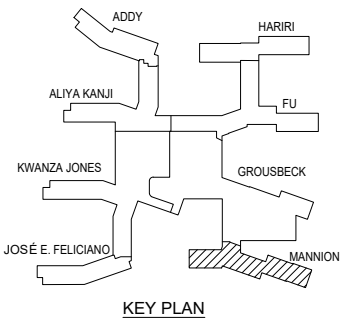 ADDY
HARIRI
ALIYA KANJI
FU
KWANZA JONES
GROUSBECK
JOSÉ E. FELICIANO
MANNION
KEY PLAN